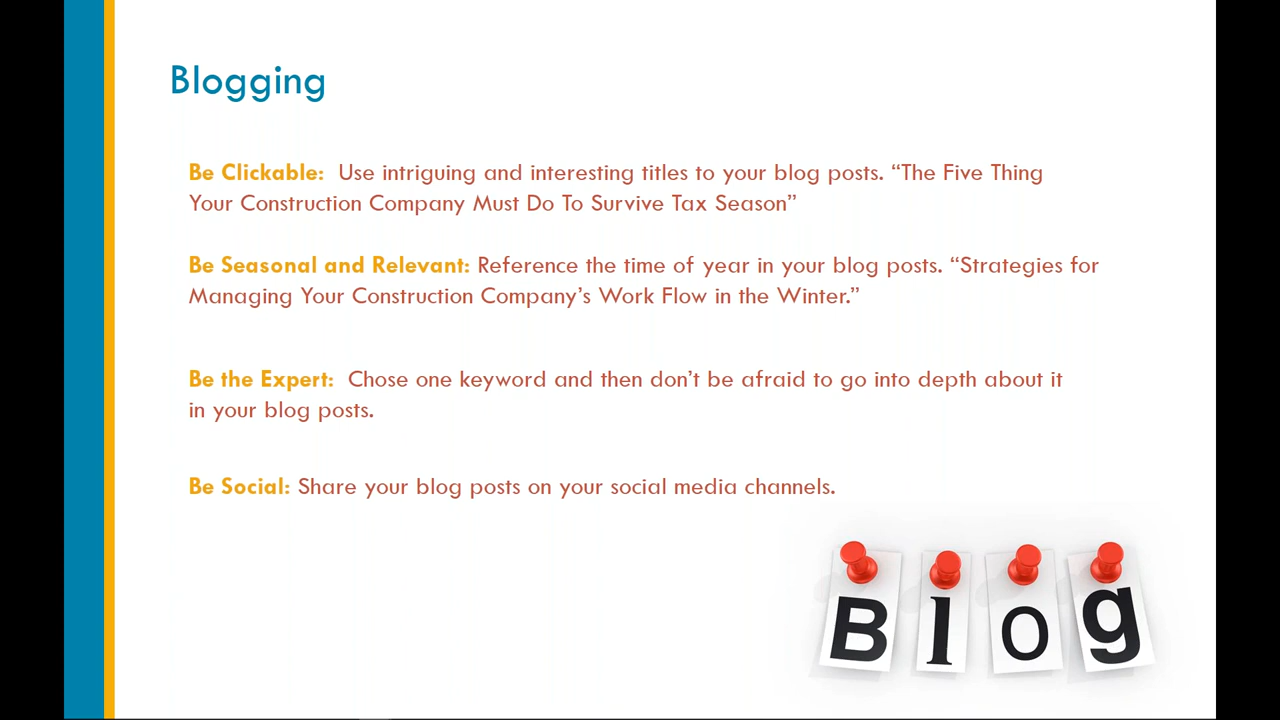 Blogging
Be Clickable:  Use intriguing and interesting titles to your blog posts. “The Five Thing
Your Construction Company Must Do To Survive Tax Season”
Be Seasonal and Relevant: Reference the time of year in your blog posts. “Strategies for
Managing Your Construction Company’s Work Flow in the Winter.”
Be the Expert:  Chose one keyword and then don’t be afraid to go into depth about it
in your blog posts.
Be Social: Share your blog posts on your social media channels.
Blog